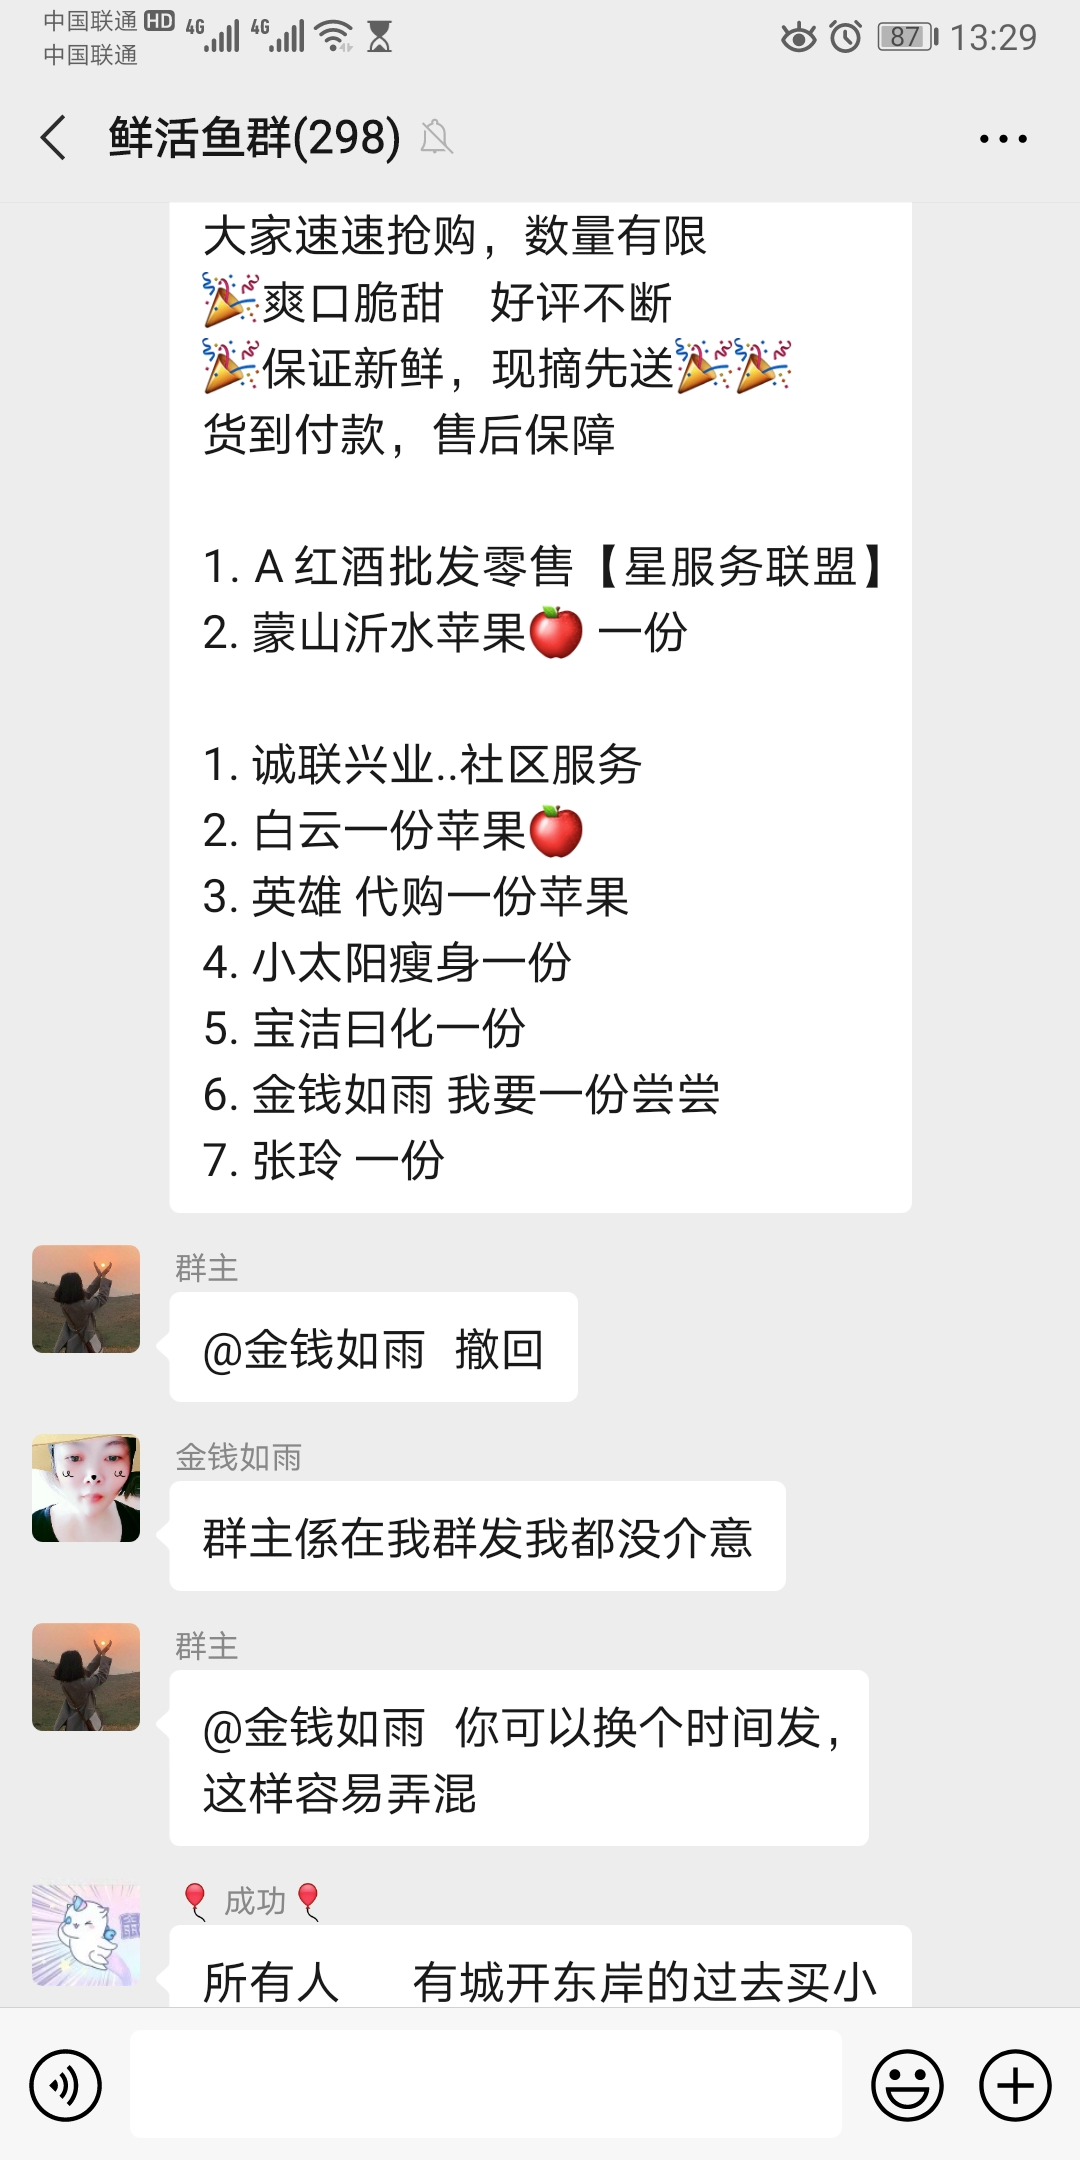 中国联通 HD 4G 4G 87 13:29
中国联通
鲜活鱼群(298)
大家速速抢购，数量有限
🎉爽口脆甜　好评不断
🎉保证新鲜，现摘先送🎉🎉
货到付款，售后保障
1. A 红酒批发零售【星服务联盟】
2. 蒙山沂水苹果🍎 一份
1. 诚联兴业..社区服务
2. 白云一份苹果🍎
3. 英雄 代购一份苹果
4. 小太阳瘦身一份
5. 宝洁曰化一份
6. 金钱如雨 我要一份尝尝
7. 张玲 一份
群主
@金钱如雨 撤回
金钱如雨
群主係在我群发我都没介意
群主
@金钱如雨 你可以换个时间发，
这样容易弄混
🎈 成功🎈
所有人　有城开东岸的过去买小